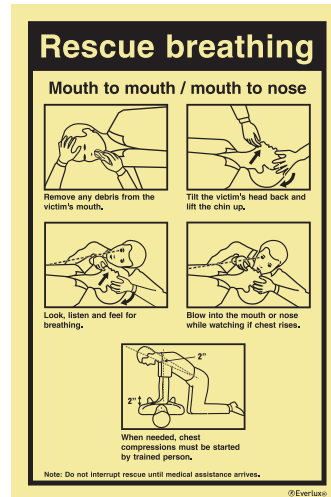 Rescue breathing
Mouth to mouth / mouth to nose
Remove any debris from the
victim's mouth.
Tilt the victim's head back and
lift the chin up.
Look, listen and feel for
breathing.
Blow into the mouth or nose
while watching if chest rises.
2"
2"
When needed, chest
compressions must be started
by trained person.
Note: Do not interrupt rescue until medical assistance arrives.
Everlux®